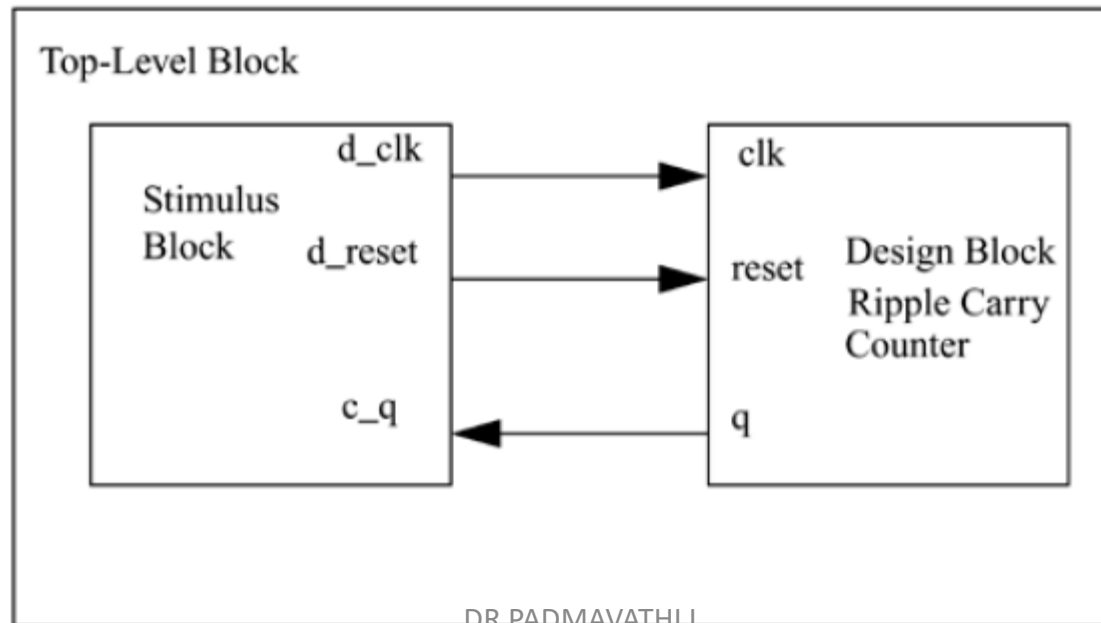 Top-Level Block
d_clk
clk
Stimulus
Block
d_reset
reset
Design Block
Ripple Carry
Counter
c_q
q